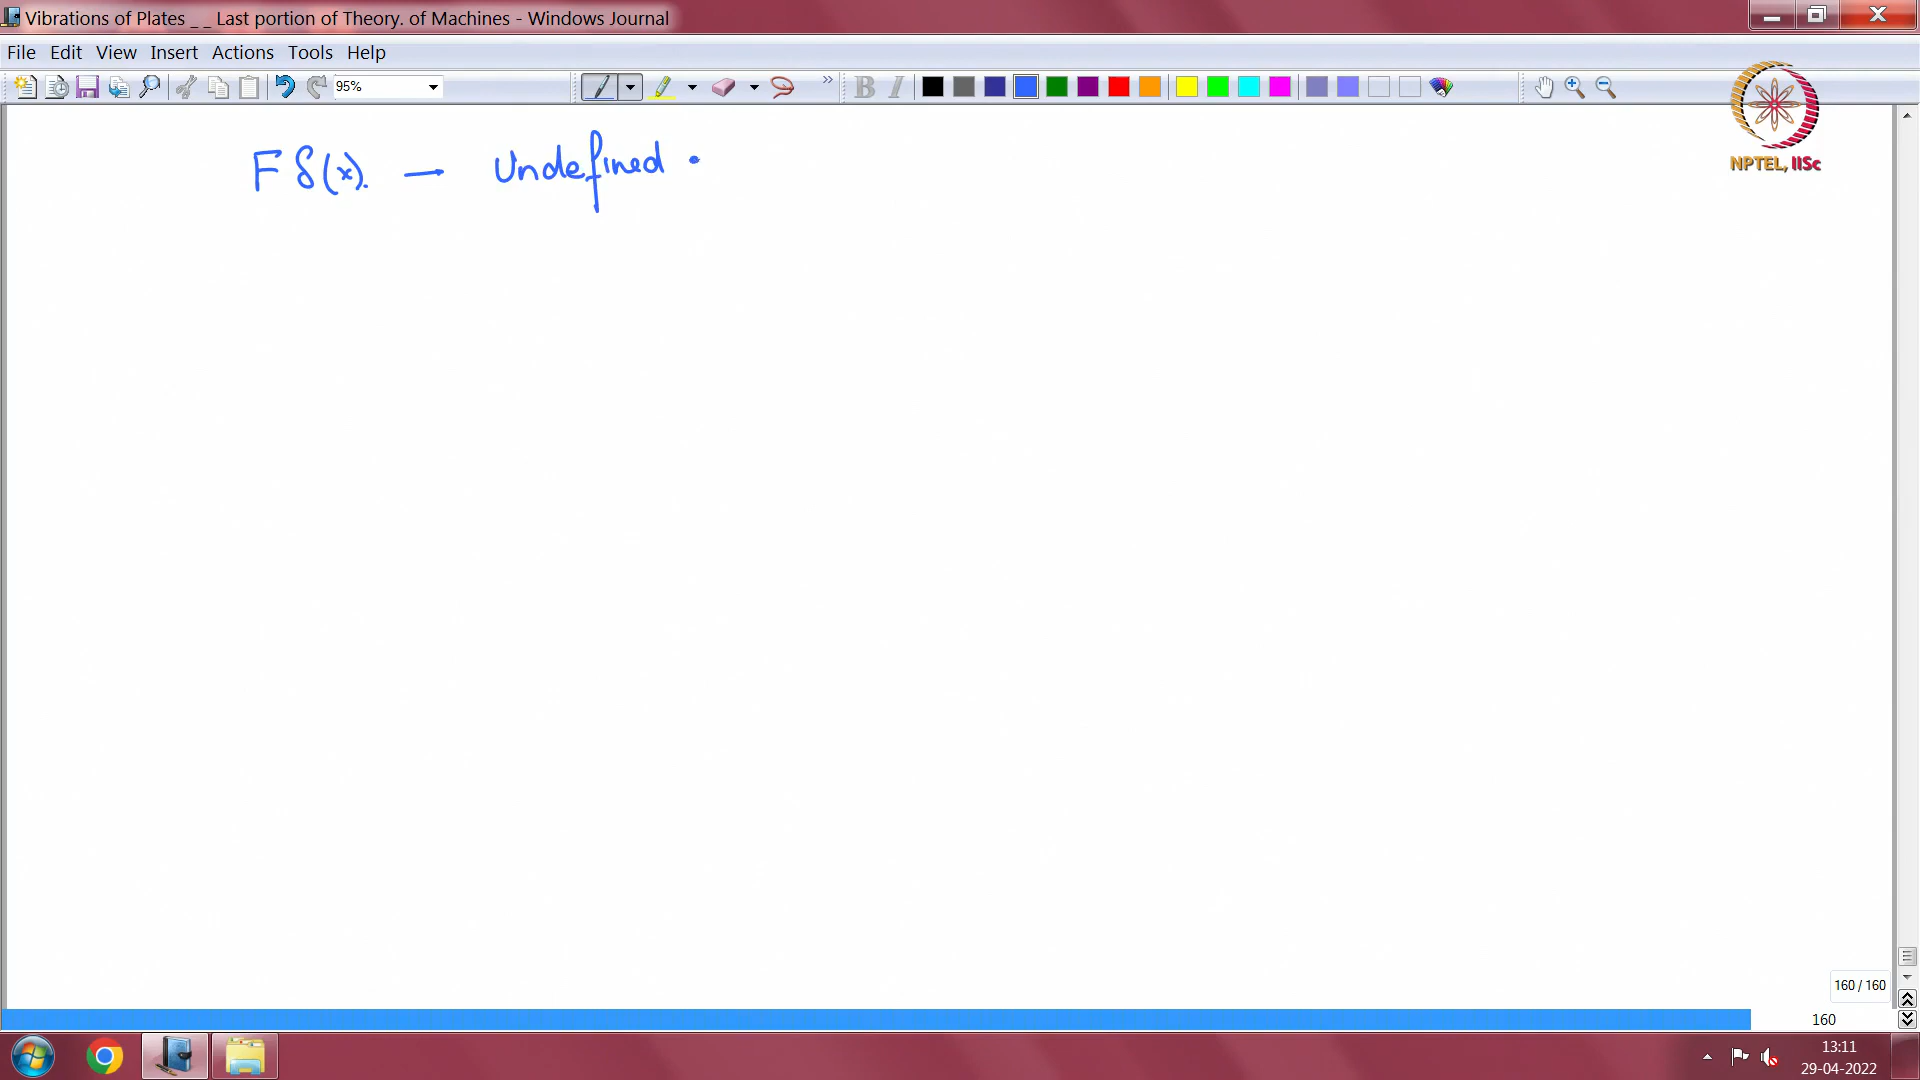 Vibrations of Plates _ _ Last portion of Theory. of Machines - Windows Journal
File Edit View Insert Actions Tools Help
95%
B I
NPTEL, IISc
F δ(x). — Undefined .
160 / 160
160
13:11
29-04-2022